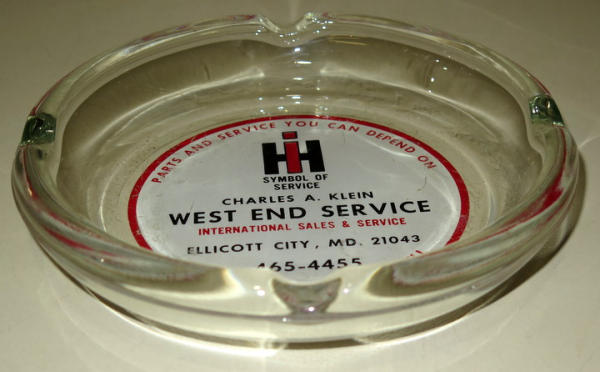 PARTS AND SERVICE YOU CAN DEPEND ON
IH
SYMBOL OF
SERVICE
CHARLES A. KLEIN
WEST END SERVICE
INTERNATIONAL SALES & SERVICE
ELLICOTT CITY, MD. 21043
465-4455